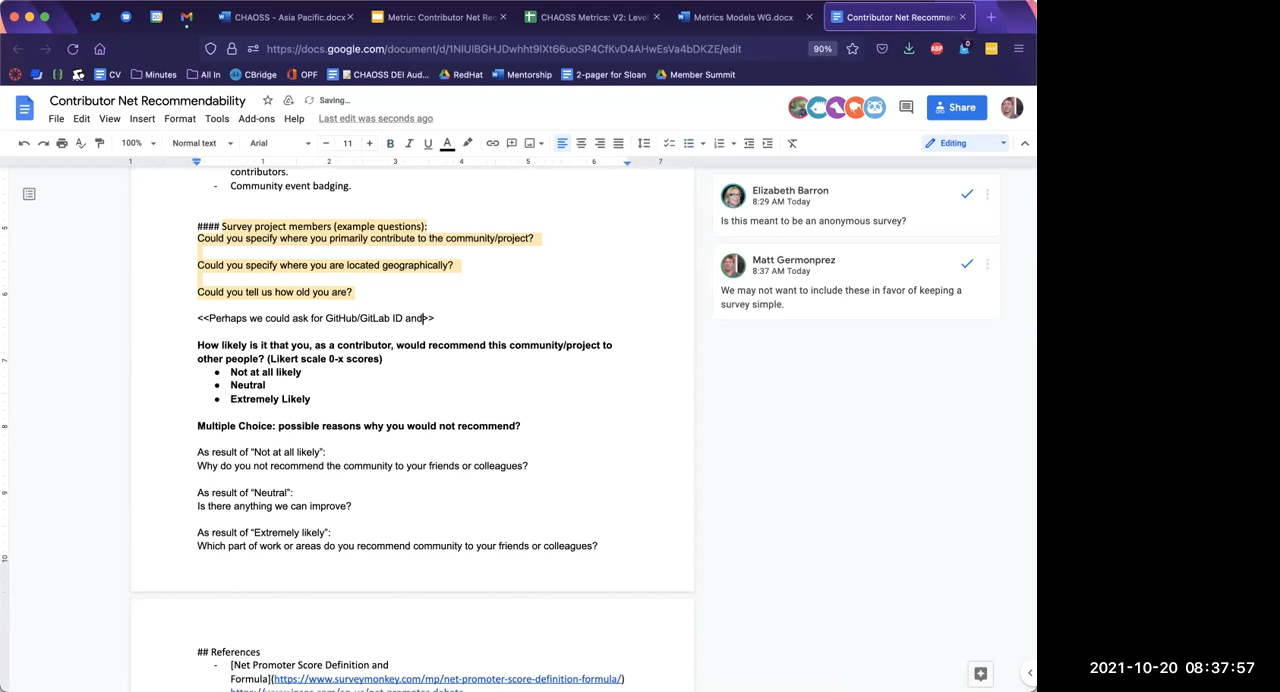 CHAOSS - Asia Pacific.docx
Metric: Contributor Net Rec
CHAOSS Metrics: V2: Level
Metrics Models WG.docx
Contributor Net Recommen
https://docs.google.com/document/d/1NlUIBGHJDwhht9lXt66uoSP4CfKvD4AHwEsVa4bDKZE/edit
90%
CV
Minutes
All In
CBridge
OPF
CHAOSS DEI Aud...
RedHat
Mentorship
2-pager for Sloan
Member Summit
Contributor Net Recommendability
Saving...
File Edit View Insert Format Tools Add-ons Help Last edit was seconds ago
Share
100% Normal text Arial 11
Editing
1 1 2 3 4 5 6 7
contributors.
- Community event badging.
#### Survey project members (example questions):
Could you specify where you primarily contribute to the community/project?
Could you specify where you are located geographically?
Could you tell us how old you are?
<<Perhaps we could ask for GitHub/GitLab ID and>>
How likely is it that you, as a contributor, would recommend this community/project to
other people? (Likert scale 0-x scores)
● Not at all likely
● Neutral
● Extremely Likely
Multiple Choice: possible reasons why you would not recommend?
As result of “Not at all likely”:
Why do you not recommend the community to your friends or colleagues?
As result of “Neutral”:
Is there anything we can improve?
As result of “Extremely likely”:
Which part of work or areas do you recommend community to your friends or colleagues?
## References
- [Net Promoter Score Definition and
Formula](https://www.surveymonkey.com/mp/net-promoter-score-definition-formula/)
Elizabeth Barron
8:29 AM Today
Is this meant to be an anonymous survey?
Matt Germonprez
8:37 AM Today
We may not want to include these in favor of keeping a
survey simple.
2021-10-20 08:37:57